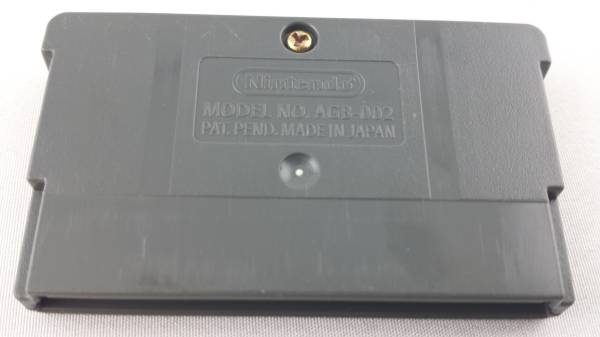 Nintendo
MODEL NO. AGB-002
PAT. PEND. MADE IN JAPAN